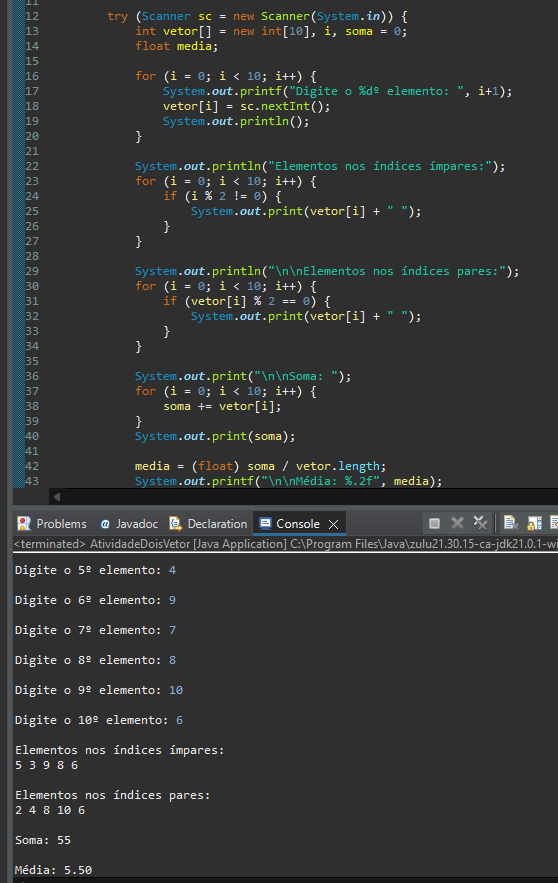 11
12 try (Scanner sc = new Scanner(System.in)) {
13 int vetor[] = new int[10], i, soma = 0;
14 float media;
15
16 for (i = 0; i < 10; i++) {
17 System.out.printf("Digite o %dº elemento: ", i+1);
18 vetor[i] = sc.nextInt();
19 System.out.println();
20 }
21
22 System.out.println("Elementos nos índices ímpares:");
23 for (i = 0; i < 10; i++) {
24 if (i % 2 != 0) {
25 System.out.print(vetor[i] + " ");
26 }
27 }
28
29 System.out.println("\n\nElementos nos índices pares:");
30 for (i = 0; i < 10; i++) {
31 if (vetor[i] % 2 == 0) {
32 System.out.print(vetor[i] + " ");
33 }
34 }
35
36 System.out.print("\n\nSoma: ");
37 for (i = 0; i < 10; i++) {
38 soma += vetor[i];
39 }
40 System.out.print(soma);
41
42 media = (float) soma / vetor.length;
43 System.out.printf("\n\nMédia: %.2f", media);
Problems @ Javadoc Declaration Console
<terminated> AtividadeDoisVetor [Java Application] C:\Program Files\Java\zulu21.30.15-ca-jdk21.0.1-wi
Digite o 5º elemento: 4
Digite o 6º elemento: 9
Digite o 7º elemento: 7
Digite o 8º elemento: 8
Digite o 9º elemento: 10
Digite o 10º elemento: 6
Elementos nos índices ímpares:
5 3 9 8 6
Elementos nos índices pares:
2 4 8 10 6
Soma: 55
Média: 5.50